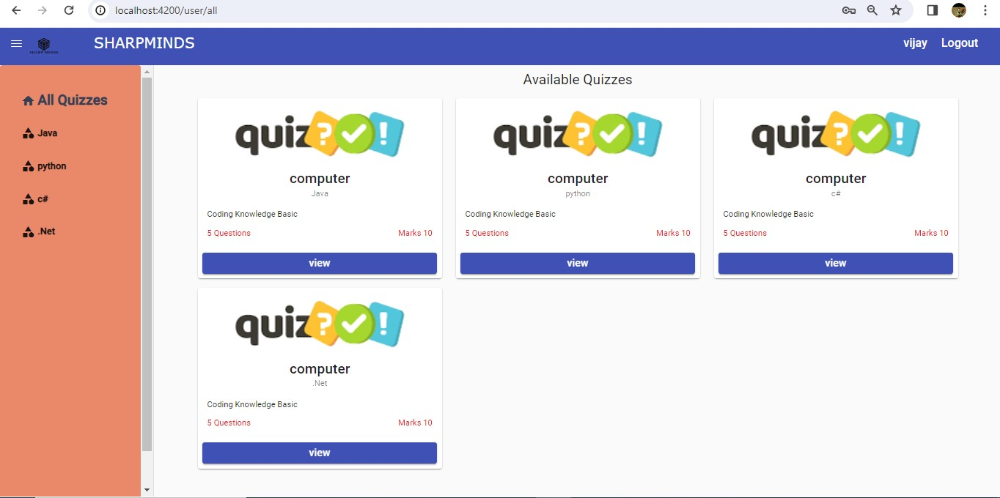 localhost:4200/user/all
SHARP MINDS
SHARPMINDS
vijay Logout
All Quizzes
Java
python
c#
.Net
Available Quizzes
quiz?!
computer
Java
Coding Knowledge Basic
5 Questions Marks 10
view
quiz?!
computer
python
Coding Knowledge Basic
5 Questions Marks 10
view
quiz?!
computer
c#
Coding Knowledge Basic
5 Questions Marks 10
view
quiz?!
computer
.Net
Coding Knowledge Basic
5 Questions Marks 10
view